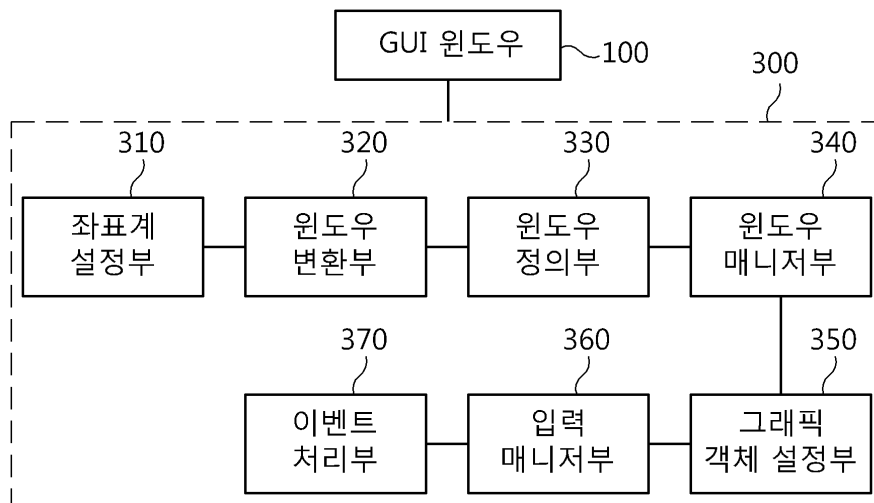 GUI 윈도우
100
300
310
320
330
340
좌표계
설정부
윈도우
변환부
윈도우
정의부
윈도우
매니저부
370
360
350
이벤트
처리부
입력
매니저부
그래픽
객체 설정부